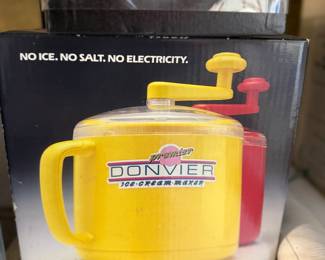 NO ICE. NO SALT. NO ELECTRICITY.
premier
DONVIER
ICE·CREAM·MAKER